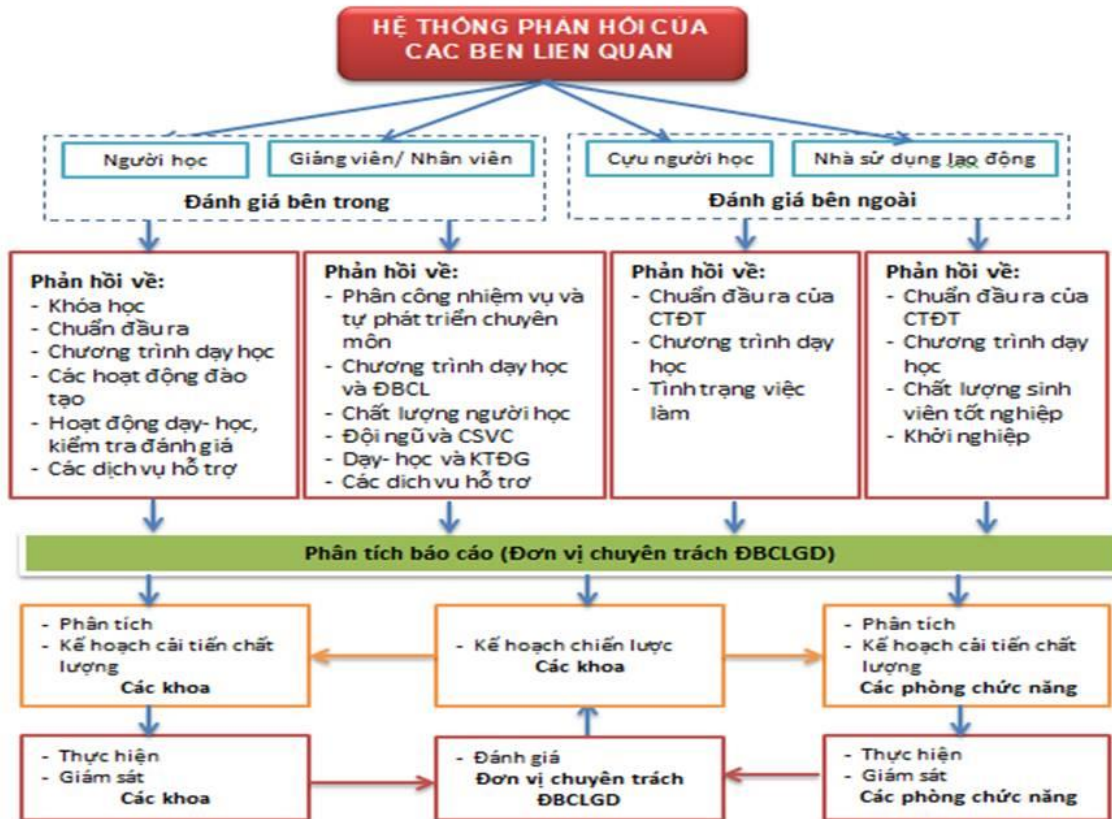 HỆ THỐNG PHẢN HỒI CỦA
CÁC BEN LIEN QUAN
Người học
Giảng viên/ Nhân viên
Đánh giá bên trong
Cựu người học
Nhà sử dụng lao động
Đánh giá bên ngoài
Phản hồi về:
- Khóa học
- Chuẩn đầu ra
- Chương trình dạy học
- Các hoạt động đào
tạo
- Hoạt động dạy- học,
kiểm tra đánh giá
- Các dịch vụ hỗ trợ
Phản hồi về:
- Phân công nhiệm vụ và
tự phát triển chuyên
môn
- Chương trình dạy học
và ĐBCL
- Chất lượng người học
- Đội ngũ và CSVC
- Dạy- học và KTĐG
- Các dich vu hỗ trơ
Phản hồi về:
- Chuẩn đầu ra của
CTĐT
- Chương trình dạy
học
- Tình trạng việc
làm
Phản hồi về:
- Chuẩn đầu ra của
CTĐT
- Chương trình dạy
học
- Chất lượng sinh
viên tốt nghiệp
- Khởi nghiệp
Phân tích báo cáo (Đơn vị chuyên trách ĐBCLGD)
- Phân tích
- Kế hoạch cải tiến chất
lượng
Các khoa
- Kế hoạch chiến lược
Các khoa
- Phân tích
- Kế hoạch cải tiến chất
lượng
Các phòng chức năng
- Thực hiện
- Giám sát
Các khoa
- Đánh giá
Đơn vị chuyên trách
ĐBCLGD
- Thực hiện
- Giám sát
Các phòng chức năng